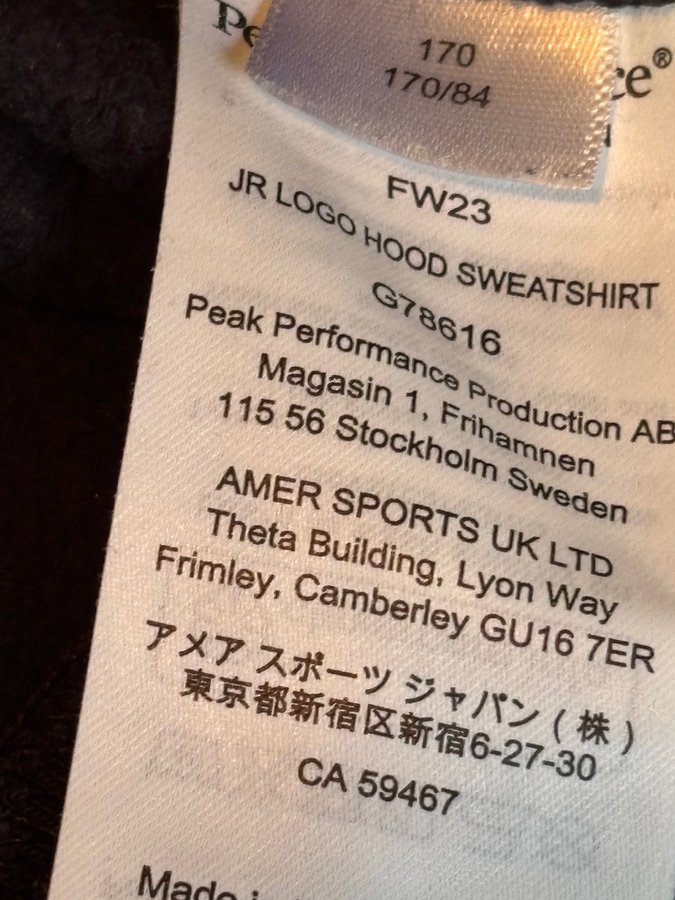 170
170/84
FW23
JR LOGO HOOD SWEATSHIRT
G78616
Peak Performance Production AB
Magasin 1, Frihamnen
115 56 Stockholm Sweden
AMER SPORTS UK LTD
Theta Building, Lyon Way
Frimley, Camberley GU16 7ER
アメア スポーツ ジャパン ( 株 )
東京都新宿区新宿6-27-30
CA 59467
Made